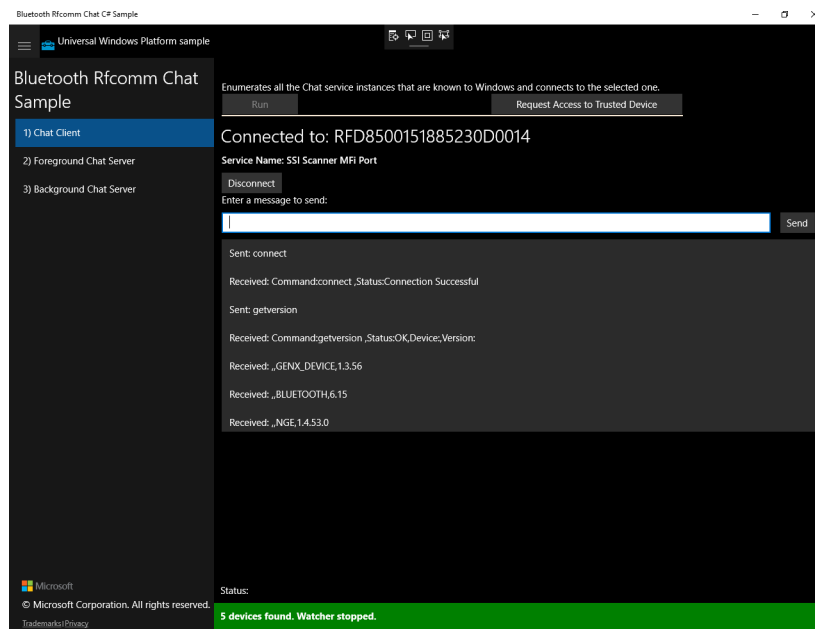 Bluetooth Rfcomm Chat C# Sample
Universal Windows Platform sample
Bluetooth Rfcomm Chat
Sample
1) Chat Client
2) Foreground Chat Server
3) Background Chat Server
Microsoft
© Microsoft Corporation. All rights reserved.
Trademarks|Privacy
Enumerates all the Chat service instances that are known to Windows and connects to the selected one.
Run Request Access to Trusted Device
Connected to: RFD8500151885230D0014
Service Name: SSI Scanner MFi Port
Disconnect
Enter a message to send:
Send
Sent: connect
Received: Command:connect ,Status:Connection Successful
Sent: getversion
Received: Command:getversion ,Status:OK,Device:,Version:
Received: ,,GENX_DEVICE,1.3.56
Received: ,,BLUETOOTH,6.15
Received: ,,NGE,1.4.53.0
Status:
5 devices found. Watcher stopped.